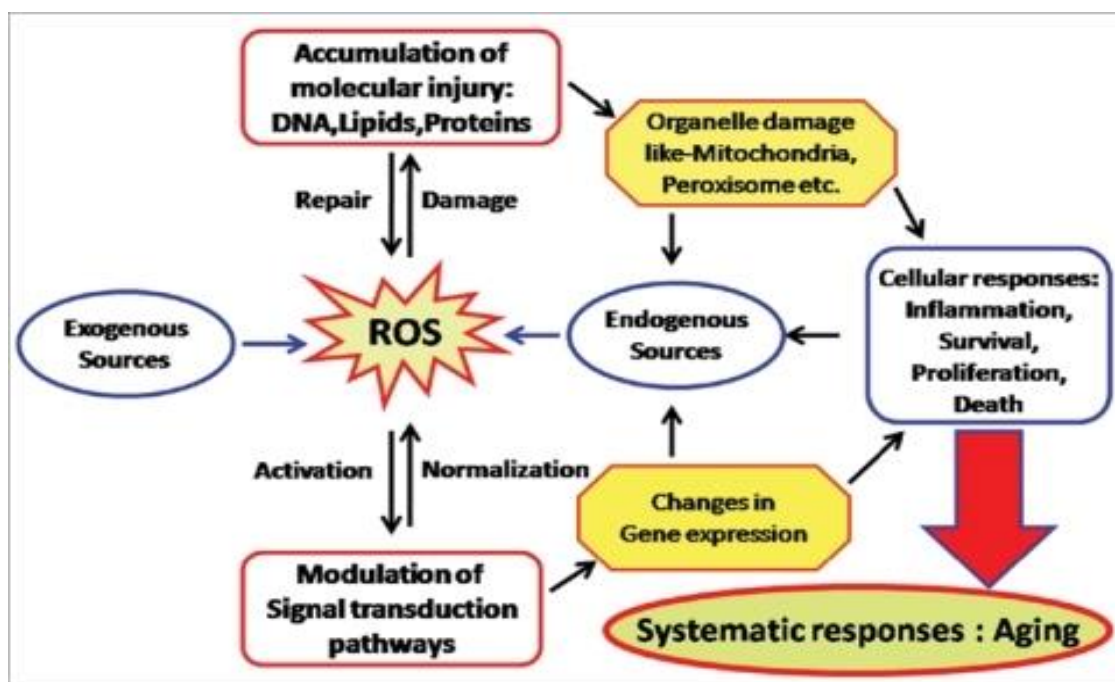 Accumulation of
molecular injury:
DNA,Lipids,Proteins
Organelle damage
like-Mitochondria,
Peroxisome etc.
Repair
Damage
Cellular responses:
Inflammation,
Survival,
Proliferation,
Death
Exogenous
Sources
ROS
Endogenous
Sources
Activation
Normalization
Changes in
Gene expression
Modulation of
Signal transduction
pathways
Systematic responses : Aging